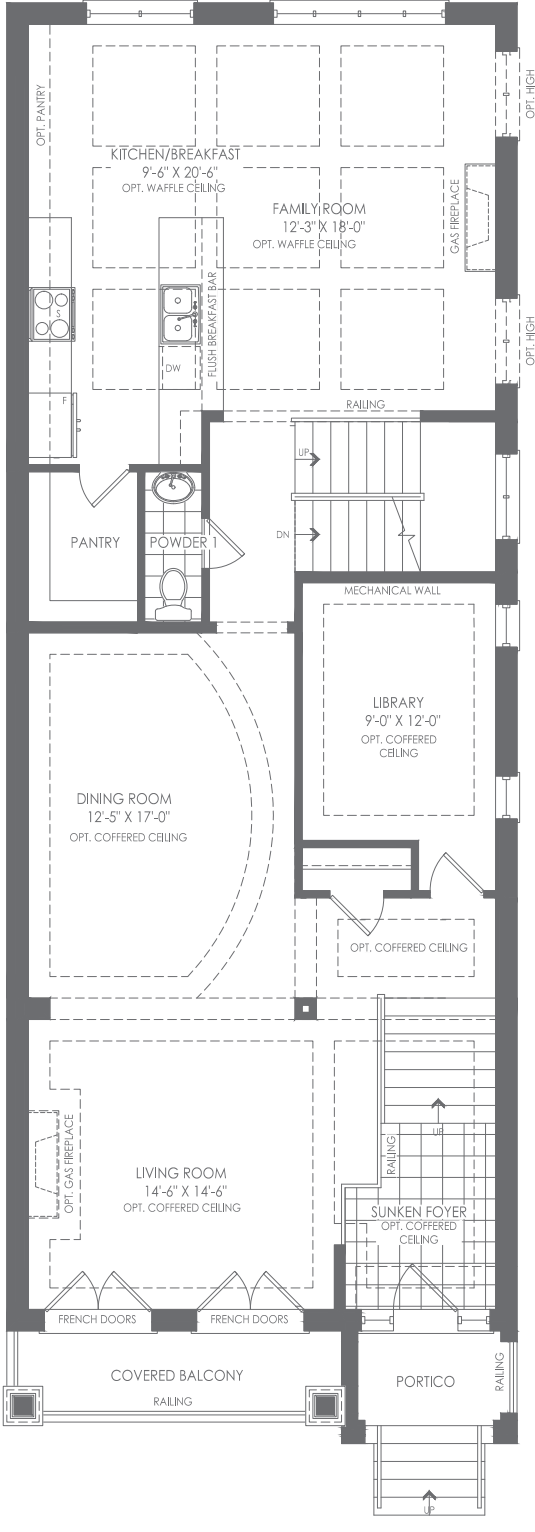 OPT. PANTRY
OPT. HIGH
KITCHEN/BREAKFAST
9'-6" X 20'-6"
OPT. WAFFLE CEILING
FAMILY ROOM
12'-3" X 18'-0"
OPT. WAFFLE CEILING
GAS FIREPLACE
S
FLUSH BREAKFAST BAR
OPT. HIGH
DW
F
RAILING
UP
DN
PANTRY
POWDER 1
MECHANICAL WALL
LIBRARY
9'-0" X 12'-0"
OPT. COFFERED
CEILING
DINING ROOM
12'-5" X 17'-0"
OPT. COFFERED CEILING
OPT. COFFERED CEILING
UP
OPT. GAS FIREPLACE
RAILING
LIVING ROOM
14'-6" X 14'-6"
OPT. COFFERED CEILING
SUNKEN FOYER
OPT. COFFERED
CEILING
FRENCH DOORS
FRENCH DOORS
COVERED BALCONY
RAILING
PORTICO
RAILING
UP